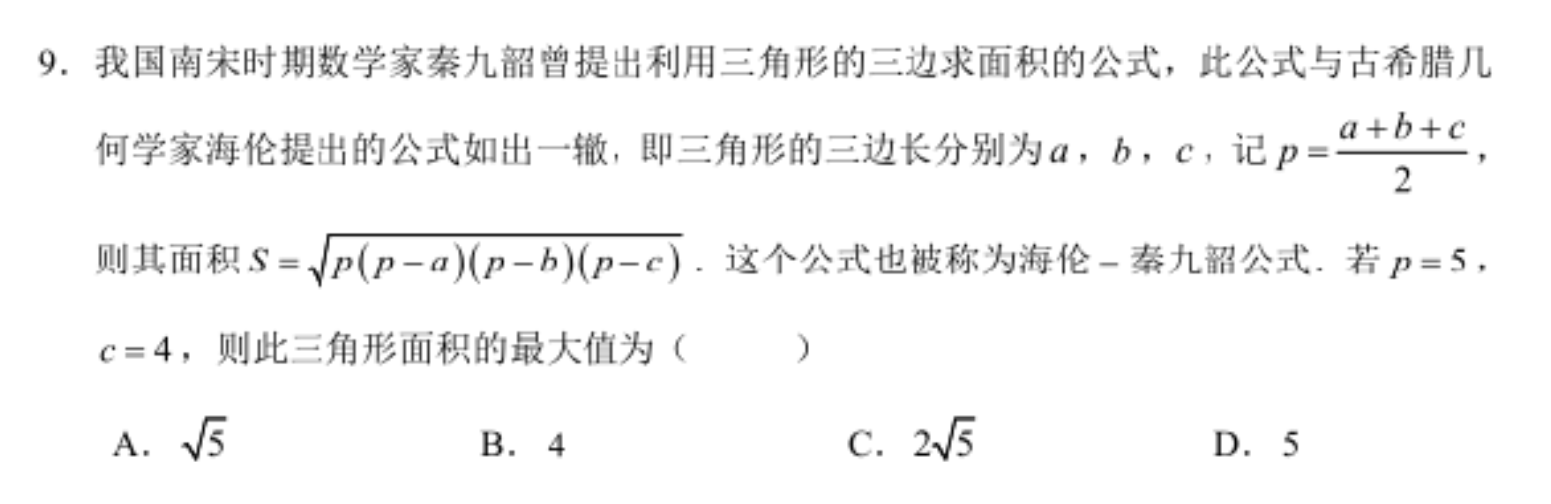 9. 我国南宋时期数学家秦九韶曾提出利用三角形的三边求面积的公式，此公式与古希腊几
何学家海伦提出的公式如出一辙，即三角形的三边长分别为 a，b，c，记 p = \frac{a+b+c}{2}，
则其面积 S = \sqrt{p(p-a)(p-b)(p-c)}．这个公式也被称为海伦 – 秦九韶公式．若 p = 5，
c = 4，则此三角形面积的最大值为（　　）
A. \sqrt{5}　B. 4　C. 2\sqrt{5}　D. 5